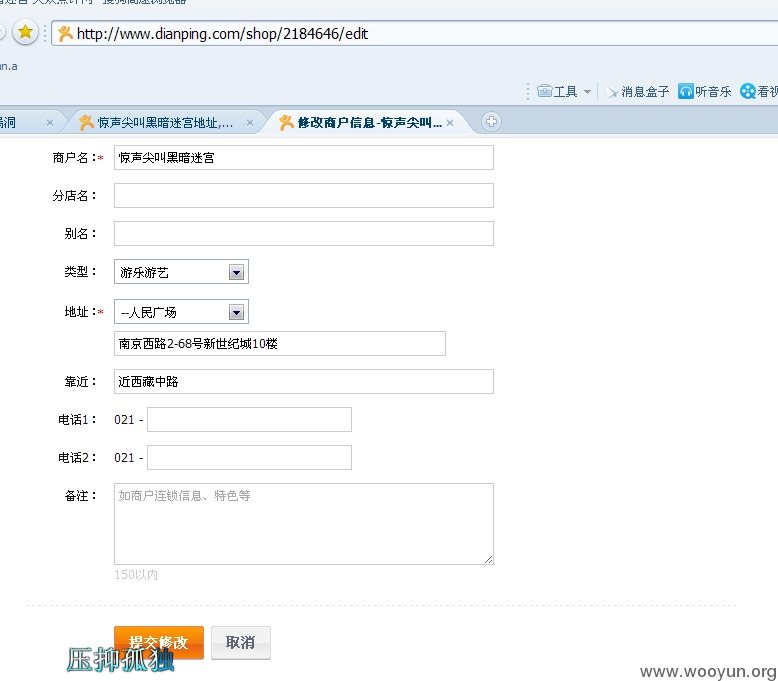 http://www.dianping.com/shop/2184646/edit
n.a
工具 消息盒子 听音乐 看视
洞 惊声尖叫黑暗迷宫地址,... 修改商户信息-惊声尖叫...
商户名：* 惊声尖叫黑暗迷宫
分店名：
别名：
类型： 游乐游艺
地址：* --人民广场
南京西路2-68号新世纪城10楼
靠近： 近西藏中路
电话1： 021 -
电话2： 021 -
备注： 如商户连锁信息、特色等
150以内
提交修改 取消
压抑孤独
www.wooyun.org